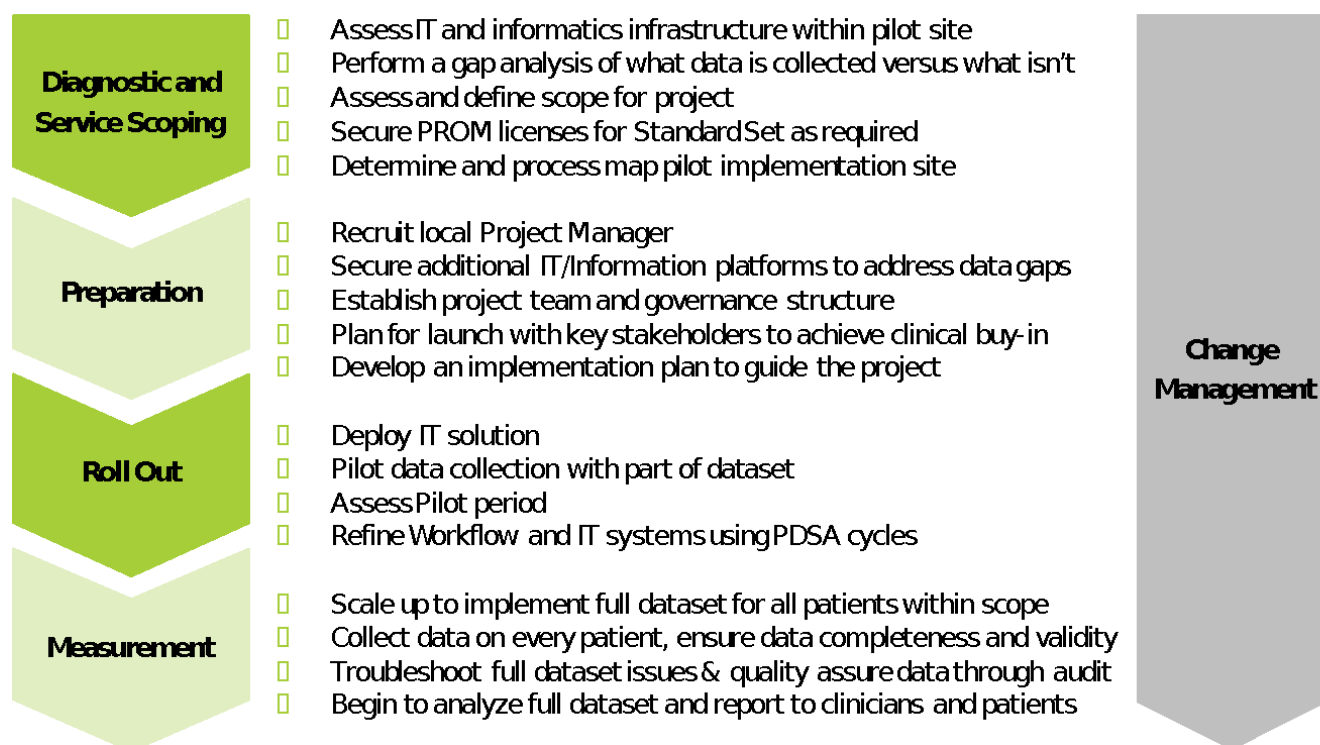 Diagnostic and
Service Scoping
Assess IT and informatics infrastructure within pilot site
Perform a gap analysis of what data is collected versus what isn't
Assess and define scope for project
Secure PROM licenses for Standard Set as required
Determine and process map pilot implementation site
Preparation
Recruit local Project Manager
Secure additional IT/Information platforms to address data gaps
Establish project team and governance structure
Plan for launch with key stakeholders to achieve clinical buy-in
Develop an implementation plan to guide the project
Roll Out
Deploy IT solution
Pilot data collection with part of dataset
Assess Pilot period
Refine Workflow and IT systems using PDSA cycles
Measurement
Scale up to implement full dataset for all patients within scope
Collect data on every patient, ensure data completeness and validity
Troubleshoot full dataset issues & quality assure data through audit
Begin to analyze full dataset and report to clinicians and patients
Change
Management